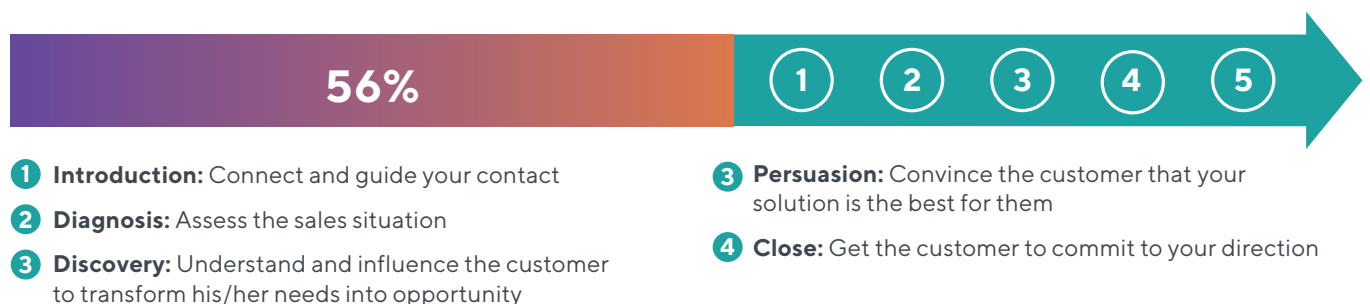 56%
1 2 3 4 5
1 Introduction: Connect and guide your contact
2 Diagnosis: Assess the sales situation
3 Discovery: Understand and influence the customer
to transform his/her needs into opportunity
3 Persuasion: Convince the customer that your
solution is the best for them
4 Close: Get the customer to commit to your direction